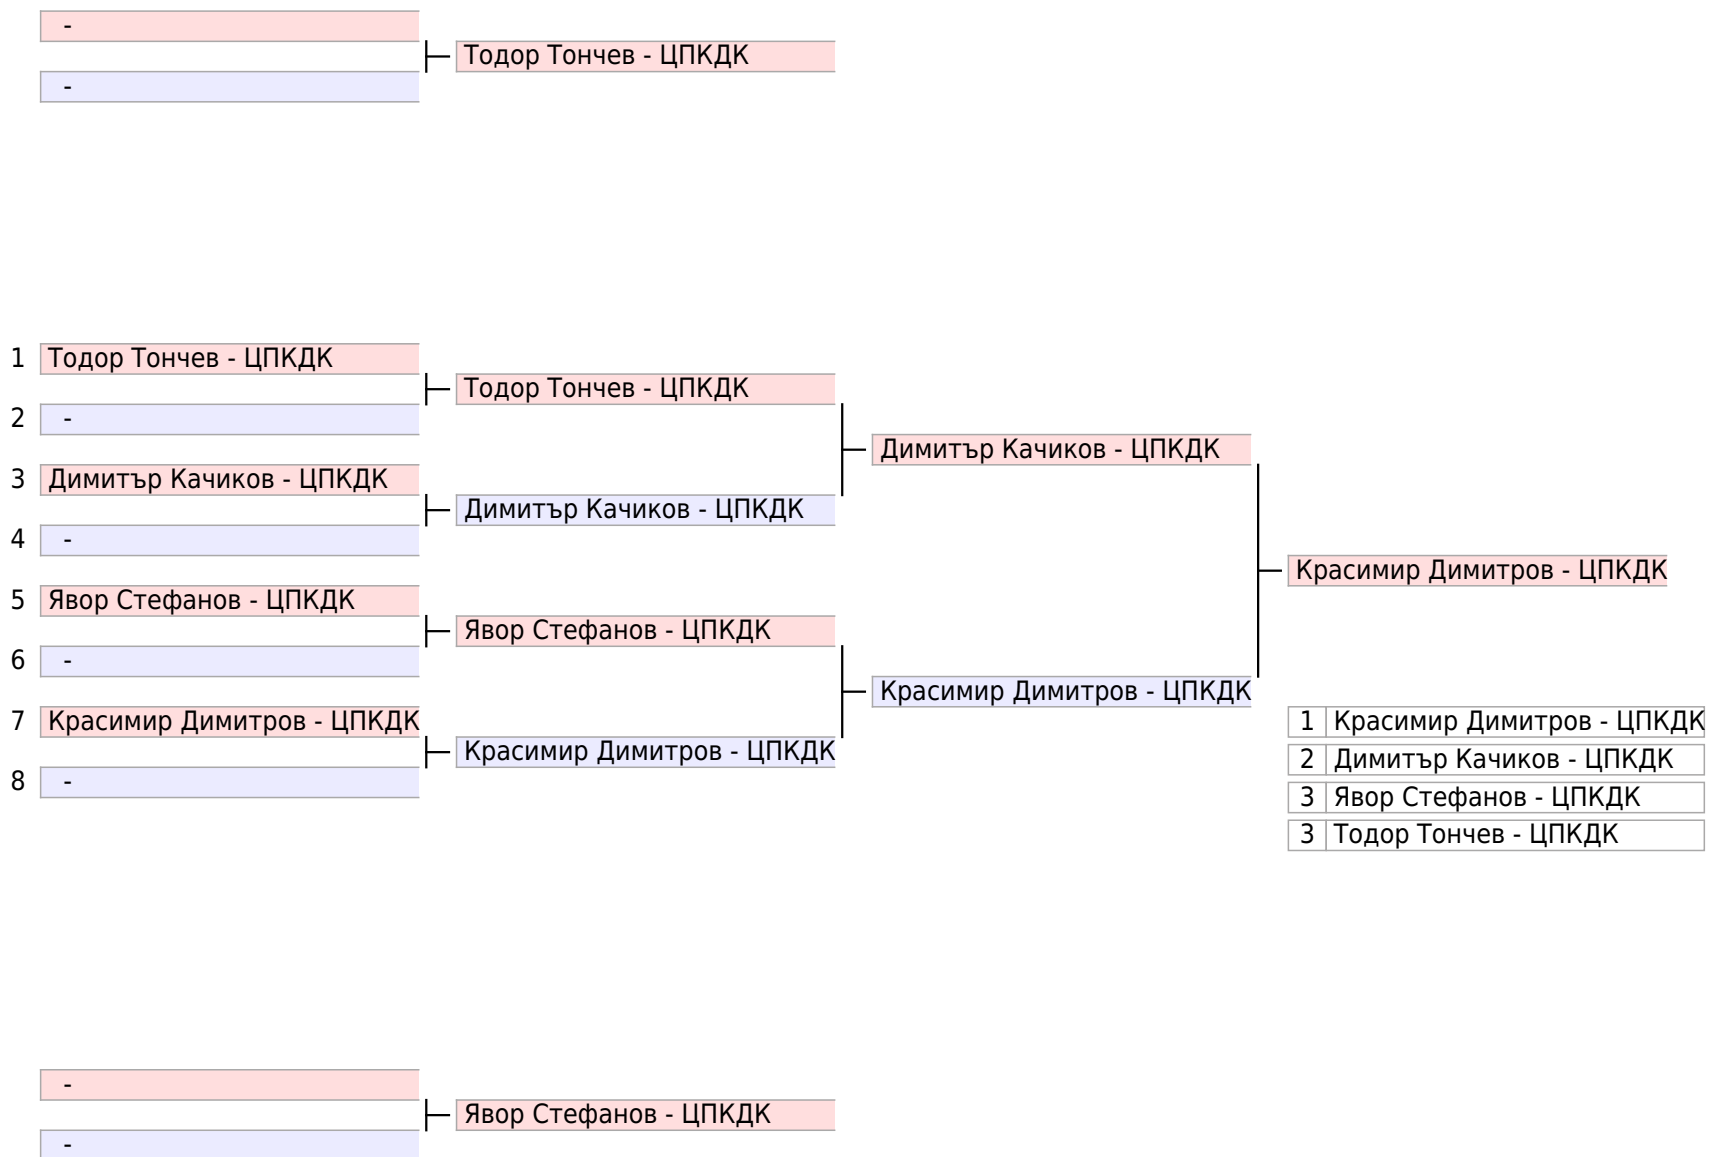 -
Тодор Тончев - ЦПКДК
-
1 Тодор Тончев - ЦПКДК
Тодор Тончев - ЦПКДК
2 -
Димитър Качиков - ЦПКДК
3 Димитър Качиков - ЦПКДК
Димитър Качиков - ЦПКДК
4 -
Красимир Димитров - ЦПКДК
5 Явор Стефанов - ЦПКДК
Явор Стефанов - ЦПКДК
6 -
Красимир Димитров - ЦПКДК
7 Красимир Димитров - ЦПКДК
Красимир Димитров - ЦПКДК
8 -
1 Красимир Димитров - ЦПКДК
2 Димитър Качиков - ЦПКДК
3 Явор Стефанов - ЦПКДК
3 Тодор Тончев - ЦПКДК
-
Явор Стефанов - ЦПКДК
-